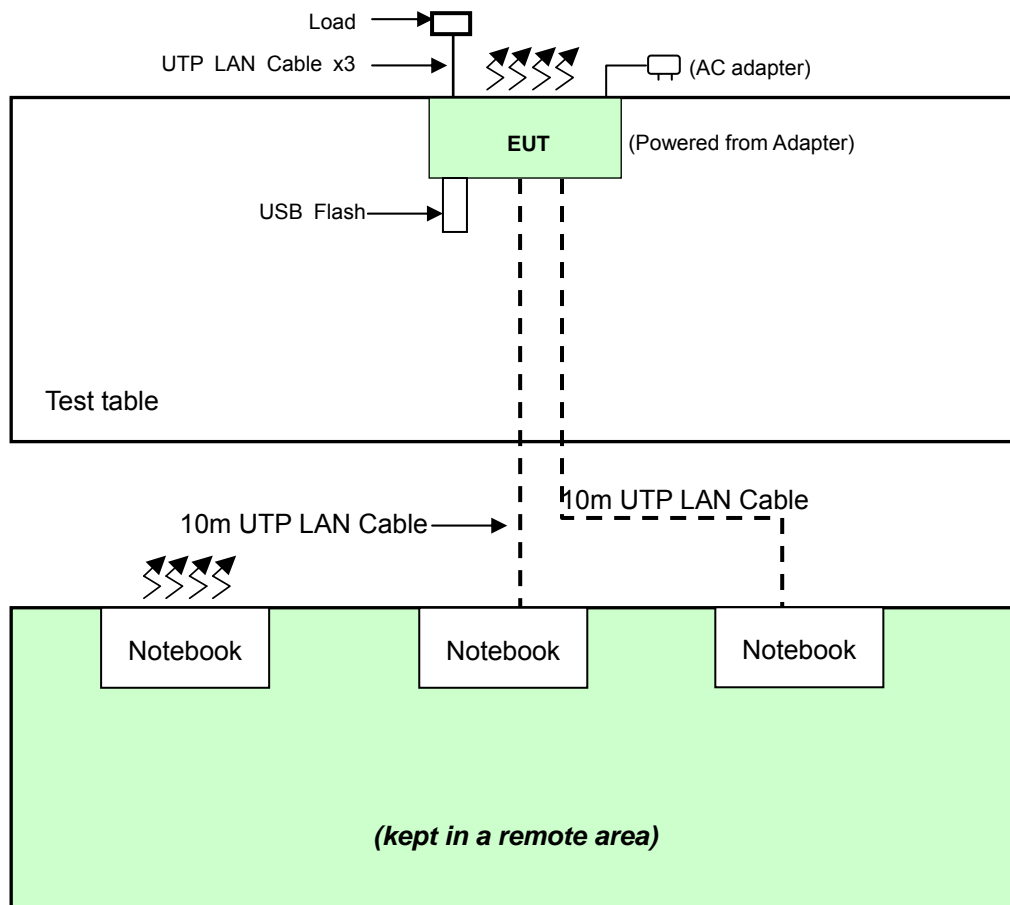 Load
UTP LAN Cable x3
(AC adapter)
EUT
(Powered from Adapter)
USB Flash
Test table
10m UTP LAN Cable
10m UTP LAN Cable
Notebook
Notebook
Notebook
(kept in a remote area)